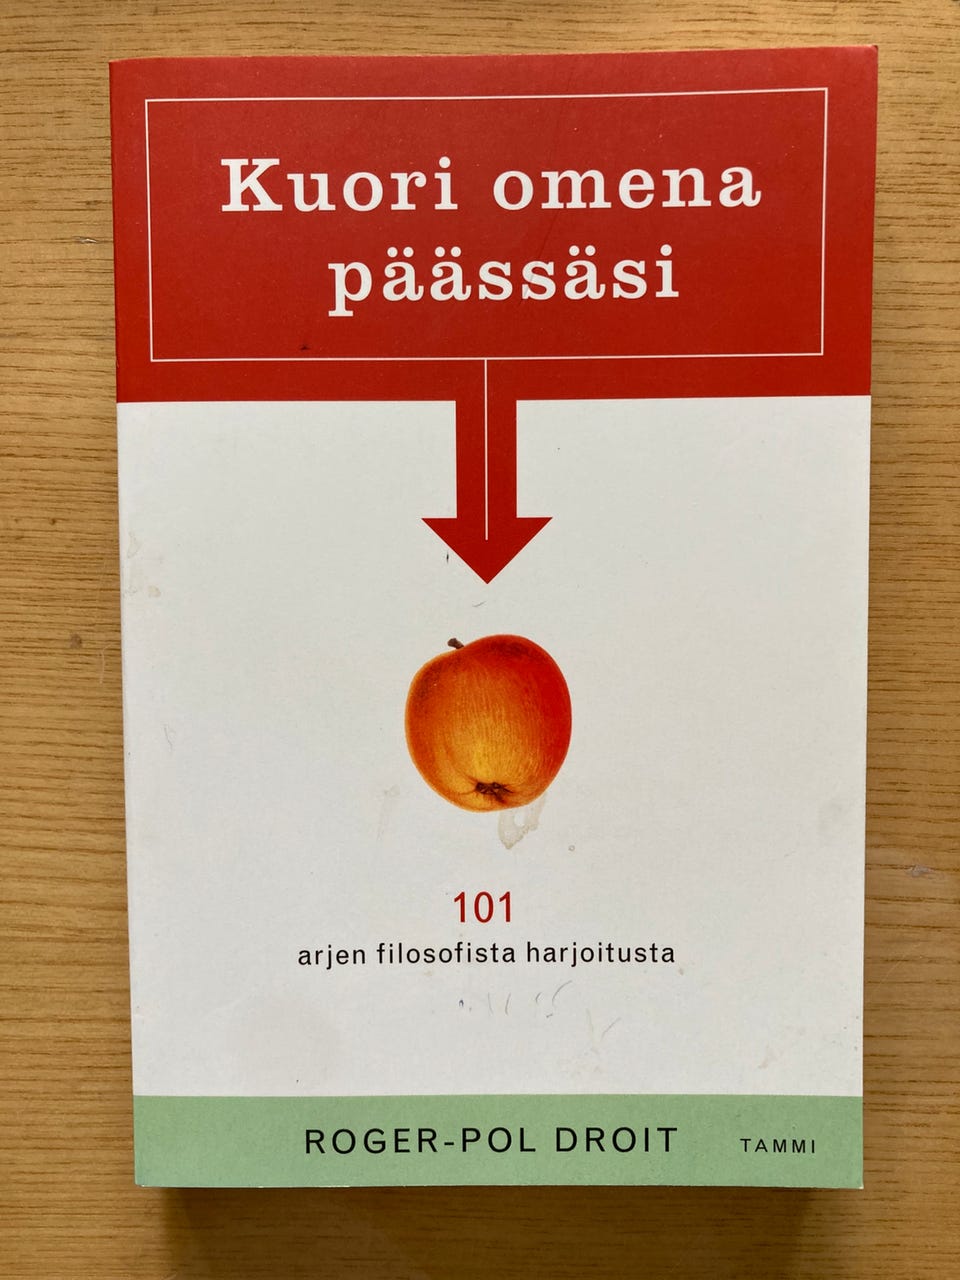 Kuori omena
päässäsi
101
arjen filosofista harjoitusta
ROGER-POL DROIT
TAMMI